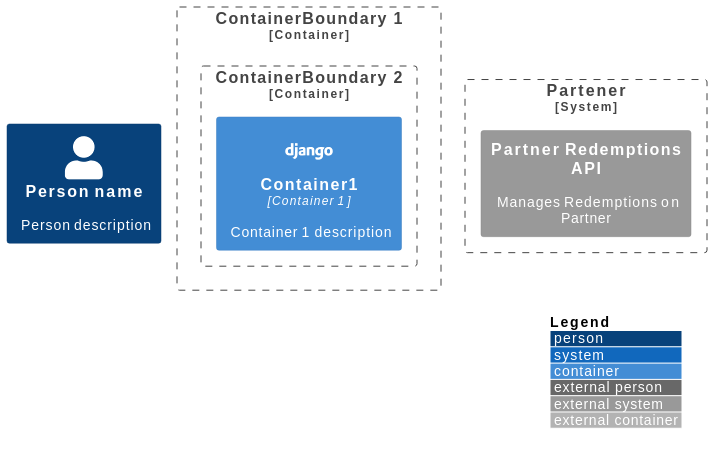 ContainerBoundary 1
[Container]
ContainerBoundary 2
[Container]
Partener
[System]
django
Person name
Person description
Container1
[Container 1]
Container 1 description
Partner Redemptions
API
Manages Redemptions on
Partner
Legend
person
system
container
external person
external system
external container